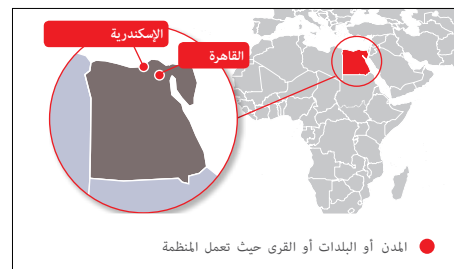 الإسكندرية
القاهرة
المدن أو البلدات أو القرى حيث تعمل المنظمة